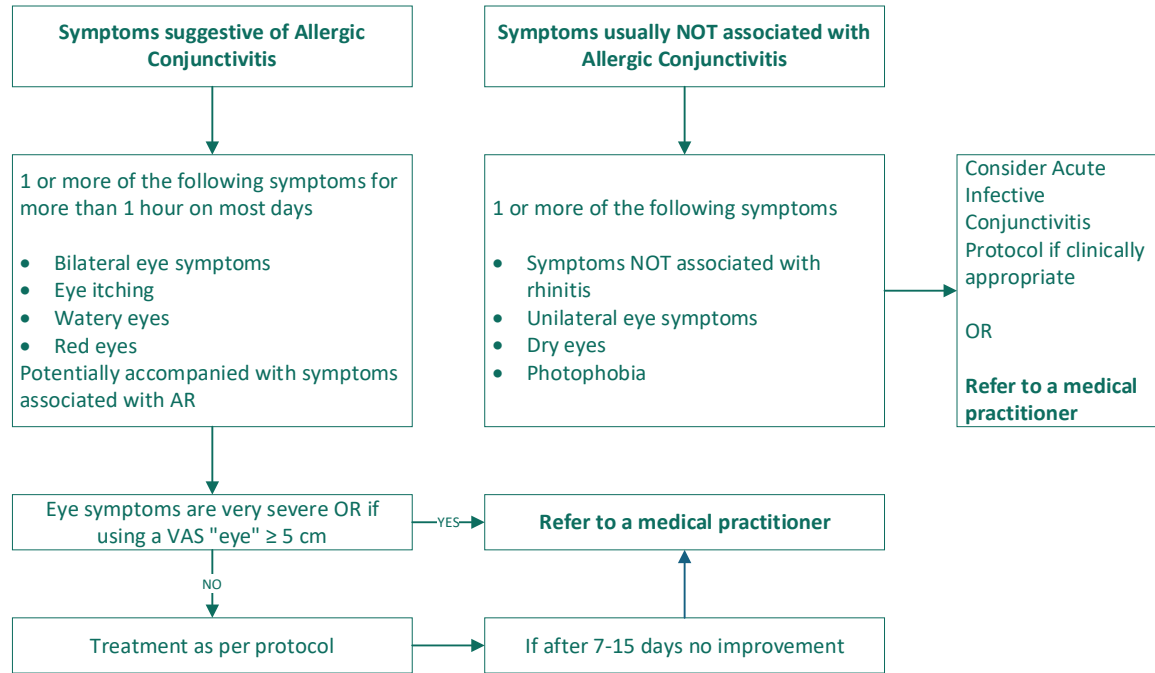 Symptoms suggestive of Allergic
Conjunctivitis
Symptoms usually NOT associated with
Allergic Conjunctivitis
1 or more of the following symptoms for
more than 1 hour on most days
• Bilateral eye symptoms
• Eye itching
• Watery eyes
• Red eyes
Potentially accompanied with symptoms
associated with AR
1 or more of the following symptoms
• Symptoms NOT associated with
rhinitis
• Unilateral eye symptoms
• Dry eyes
• Photophobia
Consider Acute
Infective
Conjunctivitis
Protocol if clinically
appropriate
OR
Refer to a medical
practitioner
Eye symptoms are very severe OR if
using a VAS "eye" ≥ 5 cm
YES
Refer to a medical practitioner
NO
Treatment as per protocol
If after 7-15 days no improvement